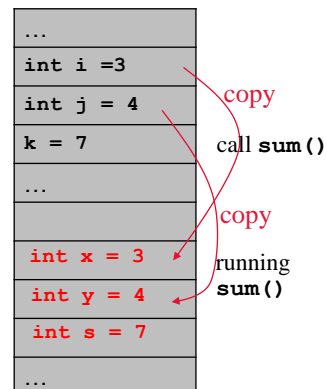 ...
int i =3
int j = 4
copy
k = 7
call sum()
...
copy
int x = 3
running
sum()
int y = 4
int s = 7
...